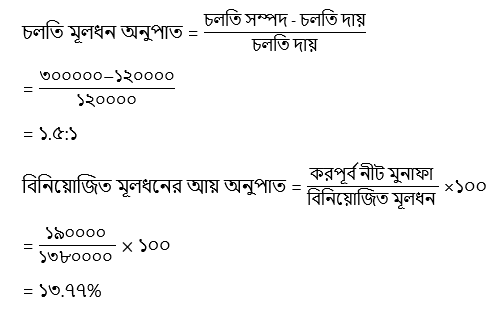 চলতি মূলধন অনুপাত = চলতি সম্পদ - চলতি দায় / চলতি দায়
= ৩০০০০০–১২০০০০ / ১২০০০০
= ১.৫:১
বিনিয়োজিত মূলধনের আয় অনুপাত = করপূর্ব নীট মুনাফা / বিনিয়োজিত মূলধন ×১০০
= ১৯০০০০ / ১৩৮০০০০ × ১০০
= ১৩.৭৭%